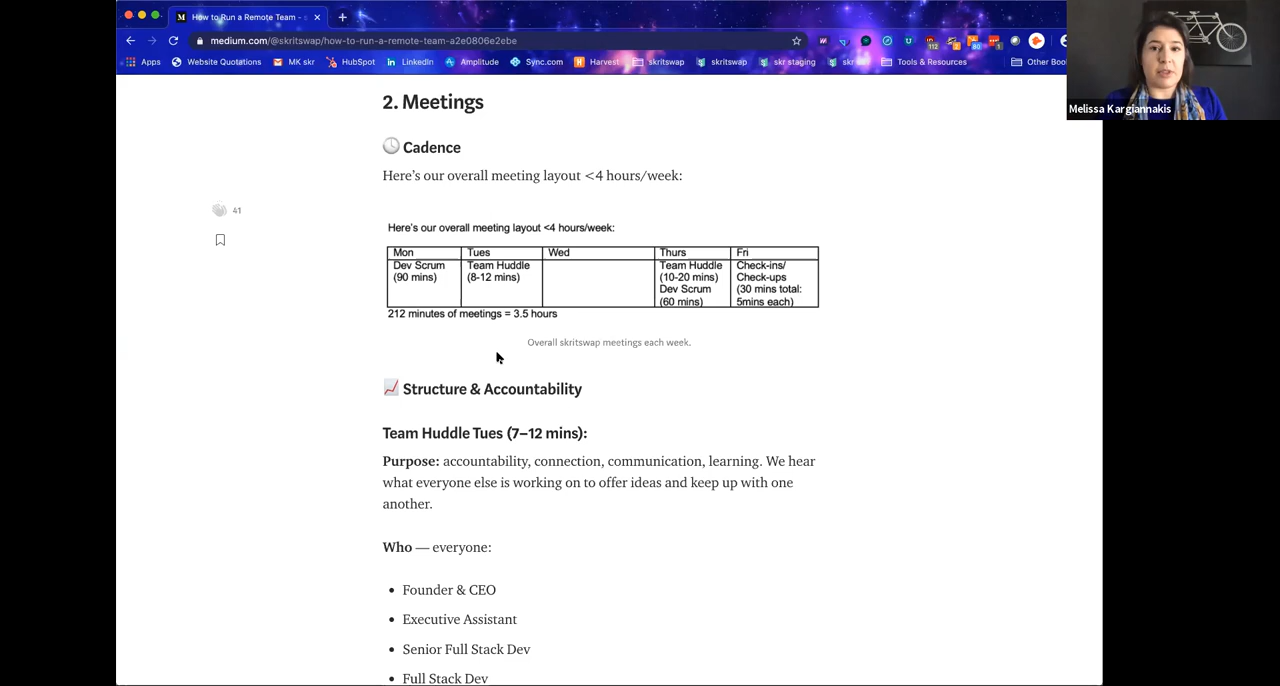 How to Run a Remote Team -
medium.com/@skritswap/how-to-run-a-remote-team-a2e0806e2ebe
Apps Website Quotations MK skr HubSpot LinkedIn Amplitude Sync.com Harvest skritswap skritswap skr staging Tools & Resources Other Boo
Melissa Kargiannakis
2. Meetings
Cadence
Here's our overall meeting layout <4 hours/week:
41
Here's our overall meeting layout <4 hours/week:
Mon Tues Wed Thurs Fri
Dev Scrum Team Huddle Team Huddle Check-ins/
(90 mins) (8-12 mins) (10-20 mins) Check-ups
Dev Scrum (30 mins total:
(60 mins) 5mins each)
212 minutes of meetings = 3.5 hours
Overall skritswap meetings each week.
Structure & Accountability
Team Huddle Tues (7–12 mins):
Purpose: accountability, connection, communication, learning. We hear
what everyone else is working on to offer ideas and keep up with one
another.
Who — everyone:
• Founder & CEO
• Executive Assistant
• Senior Full Stack Dev
• Full Stack Dev